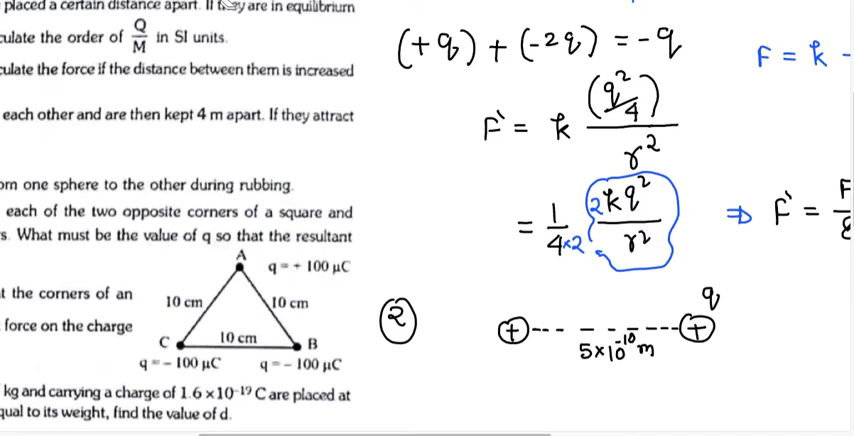 placed a certain distance apart. If they are in equilibrium
culate the order of Q/M in SI units.
culate the force if the distance between them is increased
each other and are then kept 4 m apart. If they attract
om one sphere to the other during rubbing.
each of the two opposite corners of a square and
s. What must be the value of q so that the resultant
A
q = + 100 μC
t the corners of an
10 cm
10 cm
force on the charge
C
10 cm
B
q = – 100 μC
q = – 100 μC
kg and carrying a charge of 1.6 ×10⁻¹⁹ C are placed at
qual to its weight, find the value of d.
(+q) + (-2q) = -q
F = k -
F' = k (q²/4) / r²
= 1/4×2 2kq²/r² ⇒ F' = F/8
2
q
+ --- - - - --- +
5×10⁻¹⁰ m